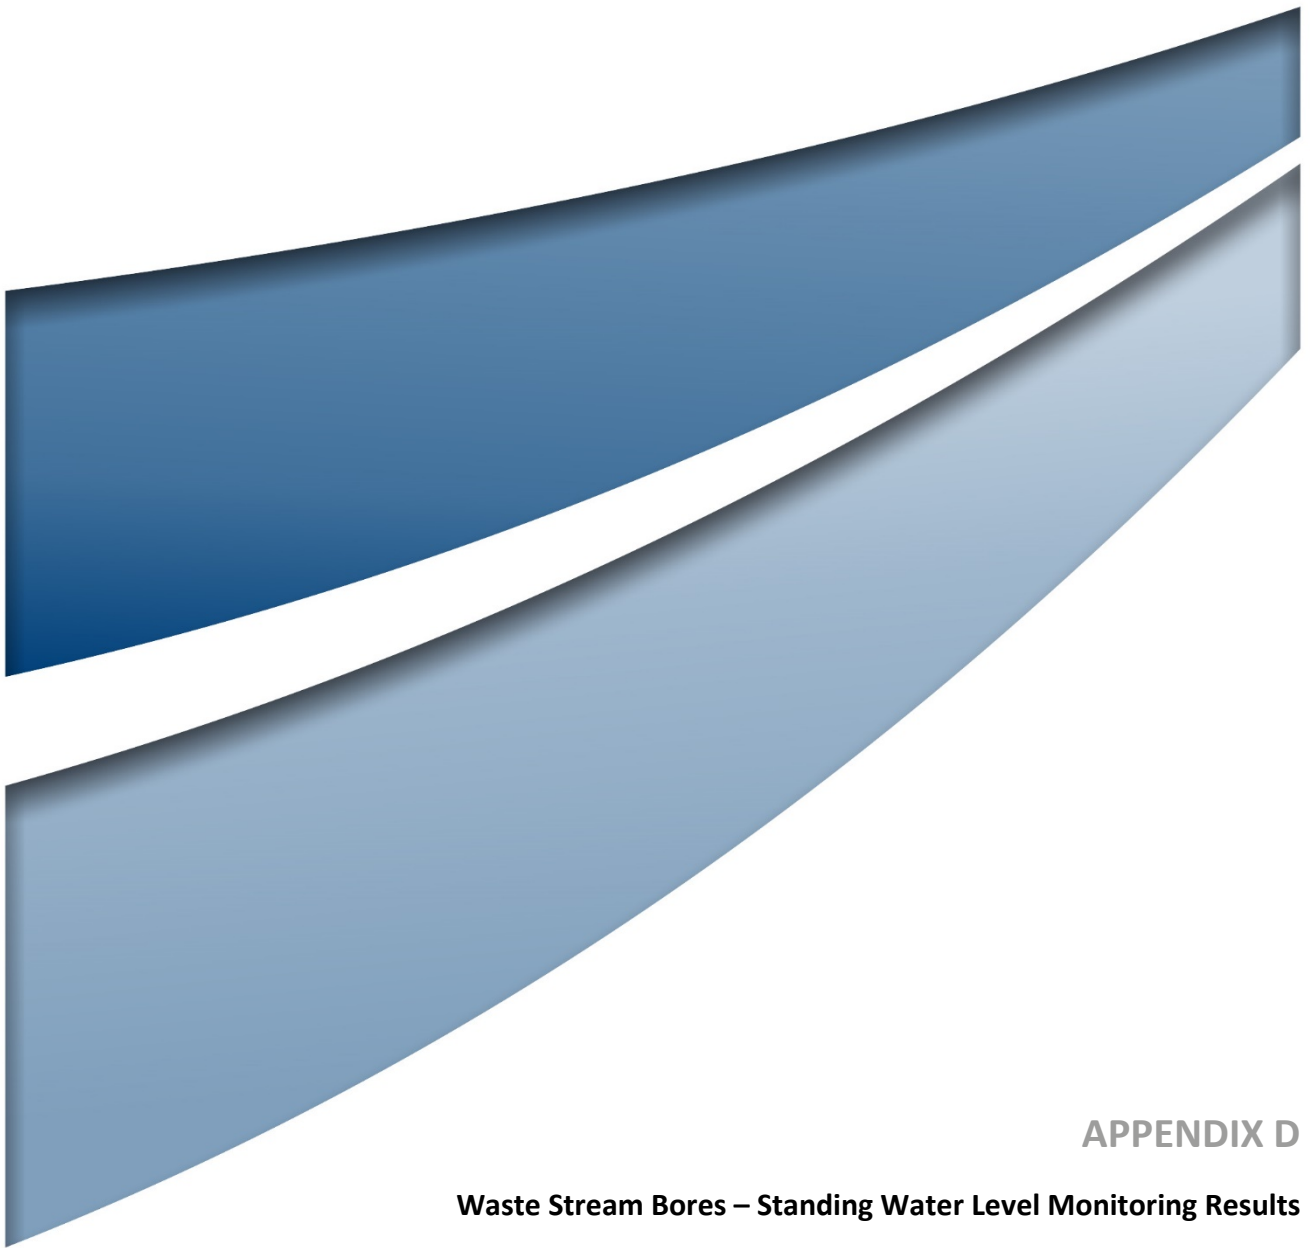 APPENDIX D
Waste Stream Bores – Standing Water Level Monitoring Results